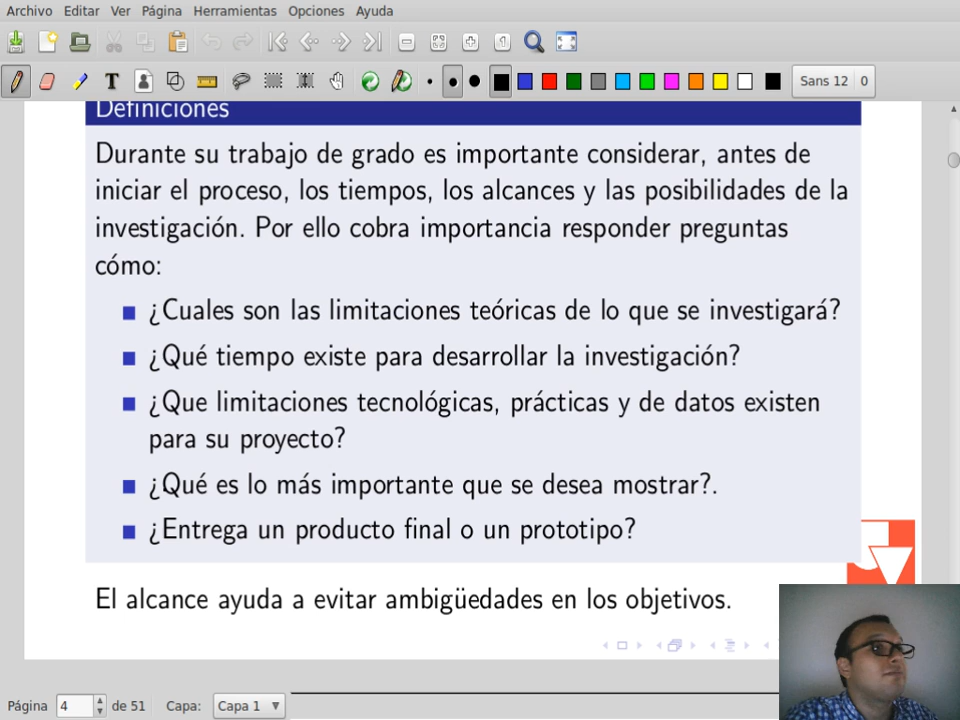 Archivo Editar Ver Página Herramientas Opciones Ayuda
Sans 12 0
Definiciones
Durante su trabajo de grado es importante considerar, antes de
iniciar el proceso, los tiempos, los alcances y las posibilidades de la
investigación. Por ello cobra importancia responder preguntas
cómo:
¿Cuales son las limitaciones teóricas de lo que se investigará?
¿Qué tiempo existe para desarrollar la investigación?
¿Que limitaciones tecnológicas, prácticas y de datos existen
para su proyecto?
¿Qué es lo más importante que se desea mostrar?.
¿Entrega un producto final o un prototipo?
El alcance ayuda a evitar ambigüedades en los objetivos.
Página 4 de 51 Capa: Capa 1